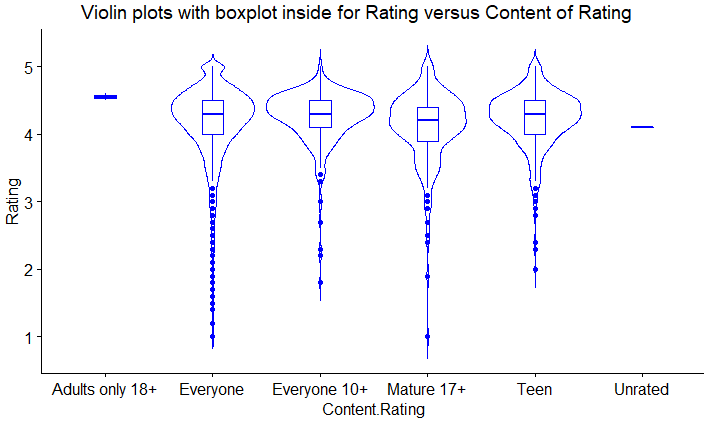 Violin plots with boxplot inside for Rating versus Content of Rating
5
4
3
2
1
Rating
Adults only 18+ Everyone Everyone 10+ Mature 17+ Teen Unrated
Content.Rating